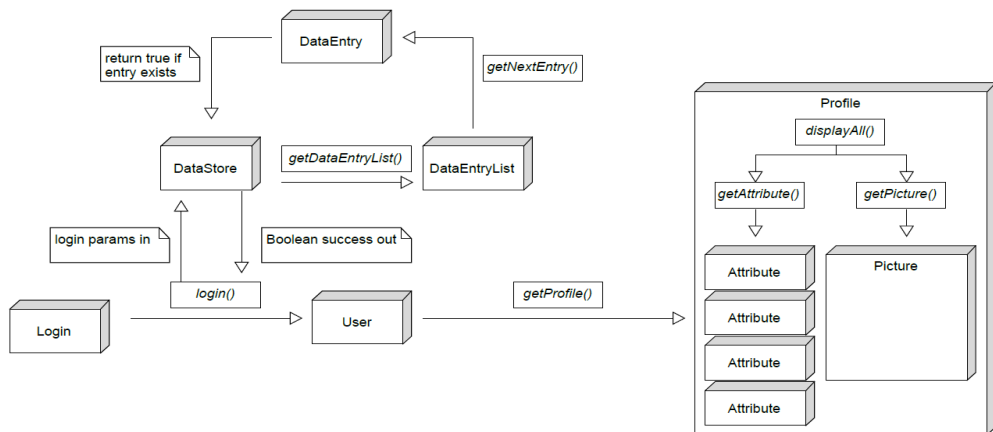 DataEntry
return true if
entry exists
getNextEntry()
DataStore
getDataEntryList()
DataEntryList
login params in
Boolean success out
login()
Login
User
getProfile()
Profile
displayAll()
getAttribute()
getPicture()
Attribute
Attribute
Attribute
Attribute
Picture